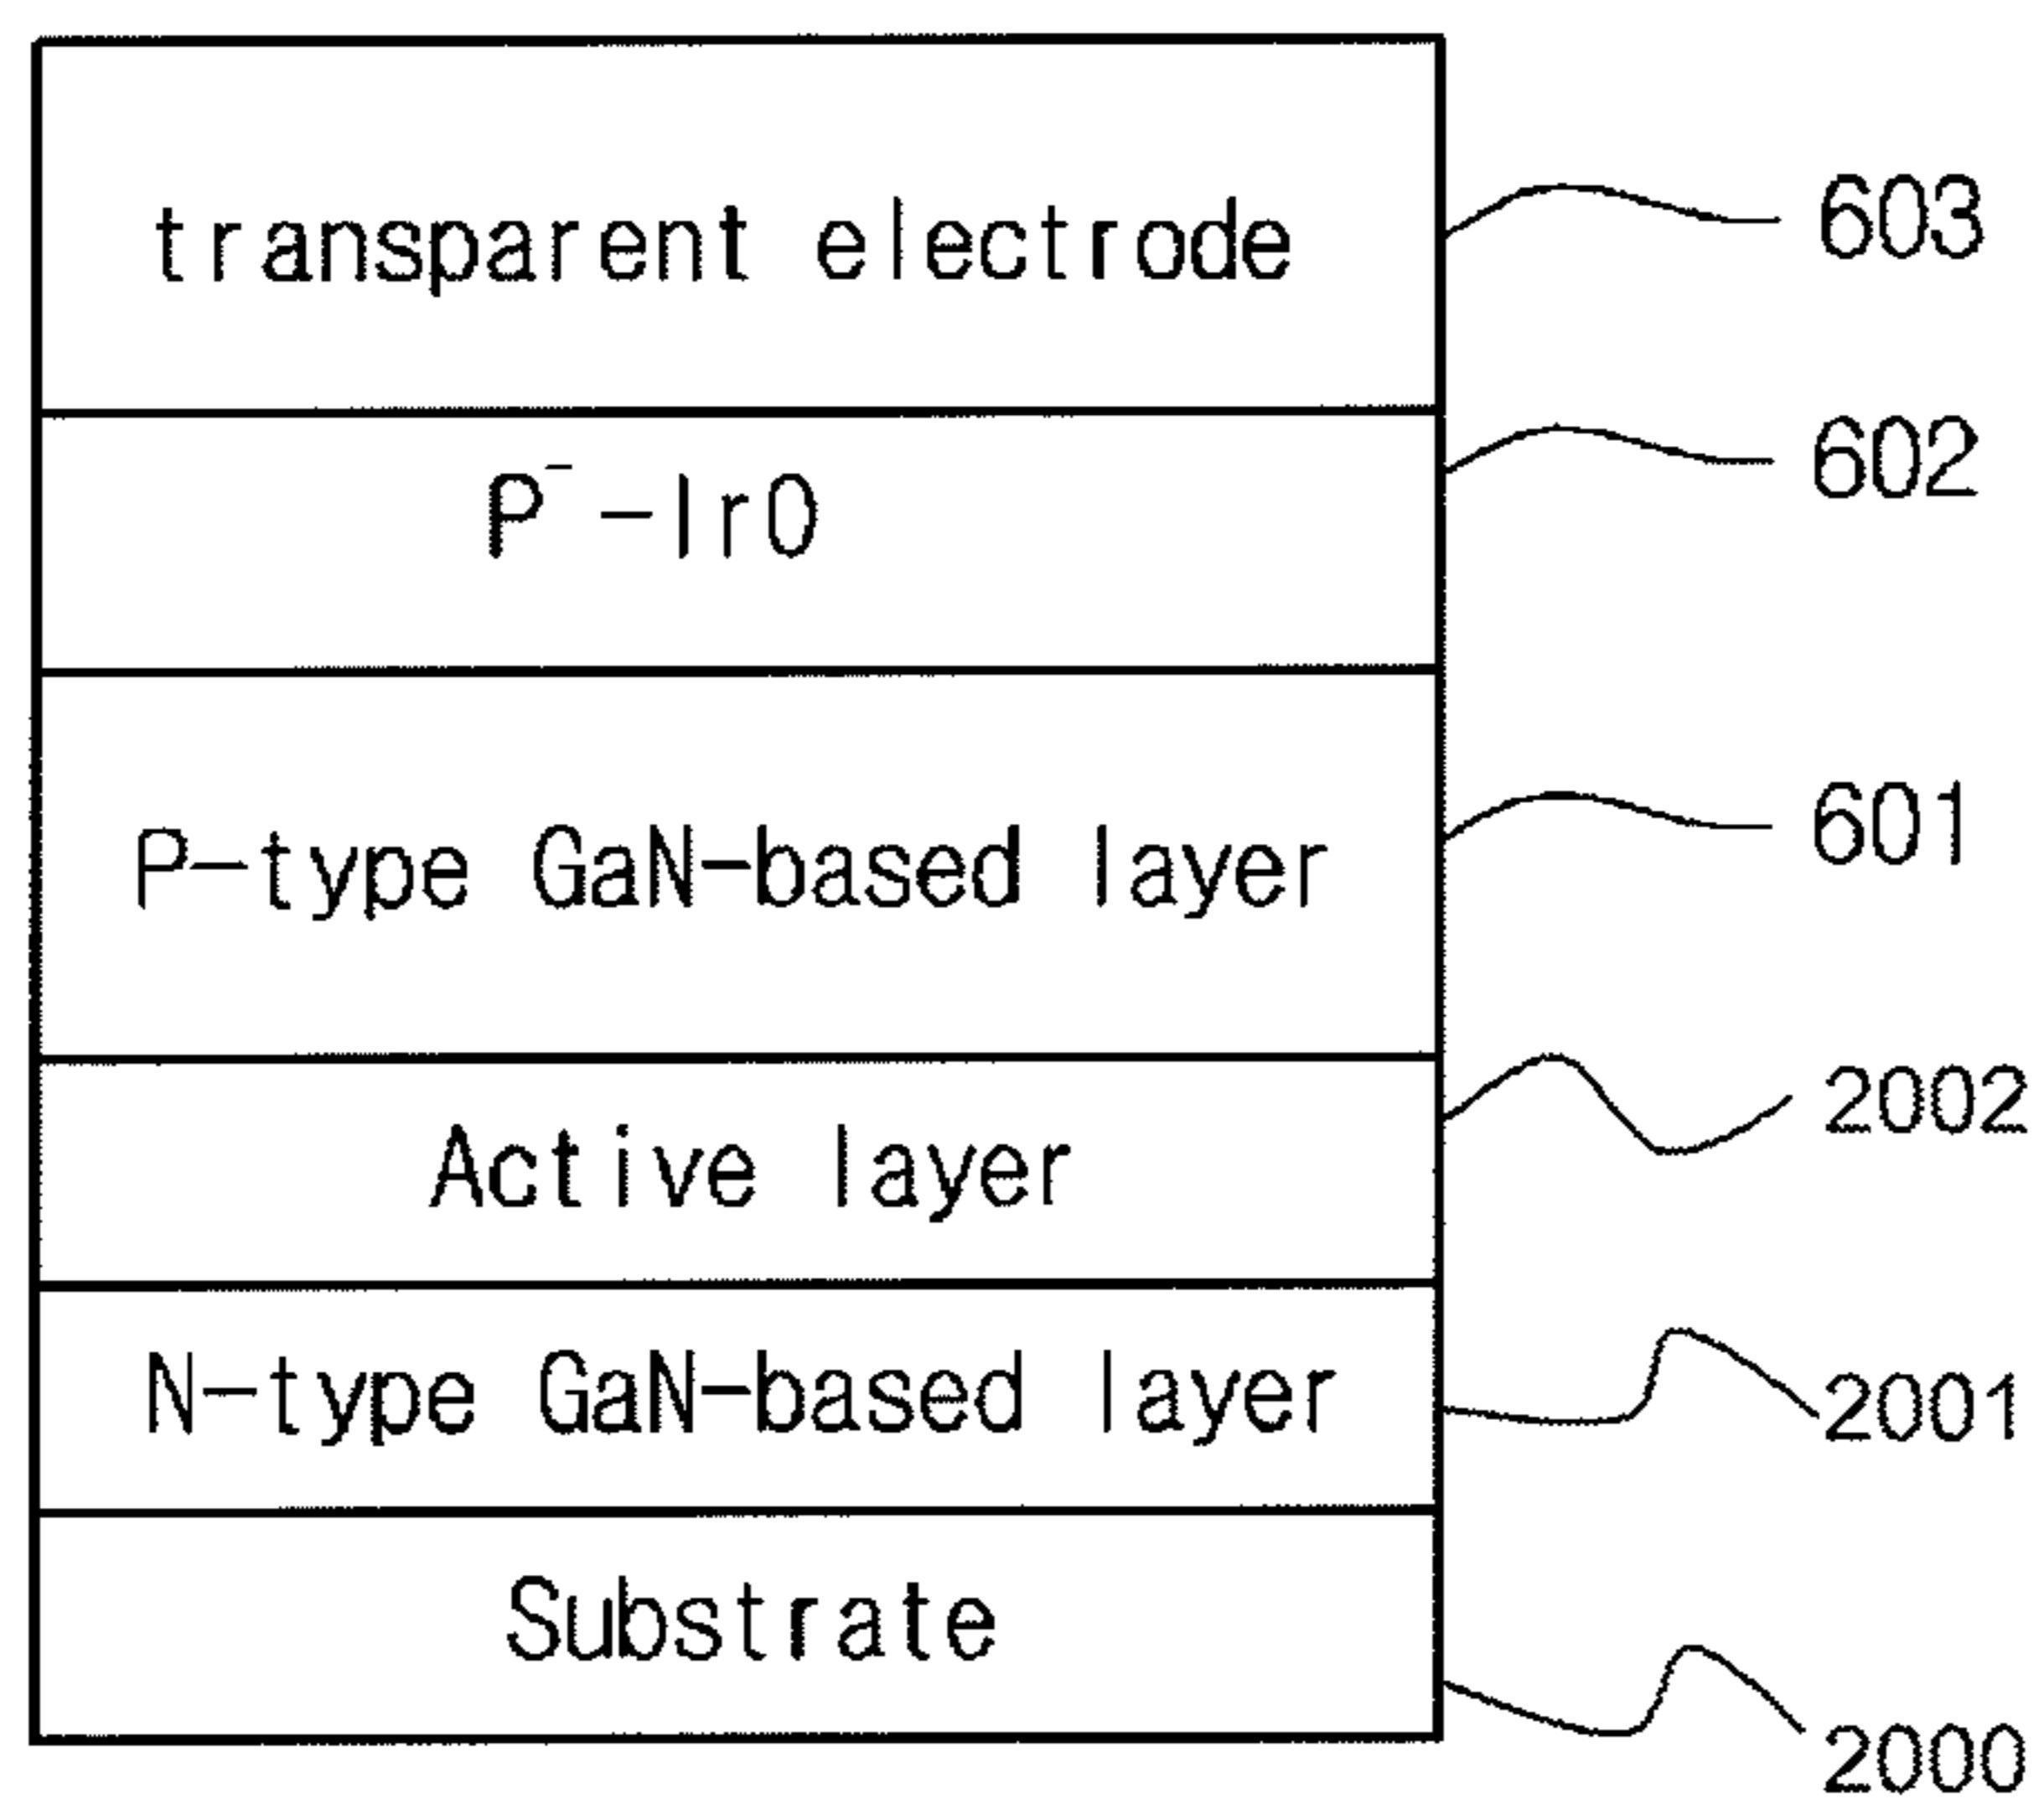 transparent electrode 603
P⁻-IrO 602
P-type GaN-based layer 601
Active layer 2002
N-type GaN-based layer 2001
Substrate 2000